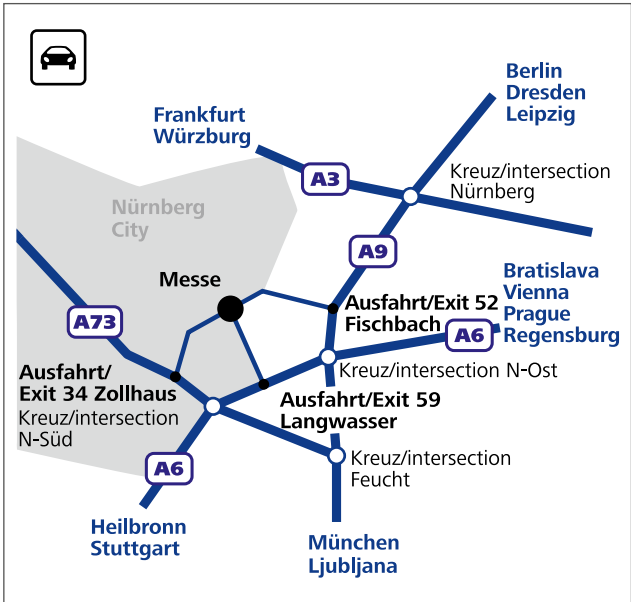 Berlin
Dresden
Leipzig
Frankfurt
Würzburg
Kreuz/intersection
Nürnberg
A3
Nürnberg
City
A9
Messe
Bratislava
Vienna
Prague
Regensburg
Ausfahrt/Exit 52
Fischbach
A6
A73
Ausfahrt/
Exit 34 Zollhaus
Kreuz/intersection
N-Süd
Kreuz/intersection N-Ost
Ausfahrt/Exit 59
Langwasser
A6
Kreuz/intersection
Feucht
Heilbronn
Stuttgart
München
Ljubljana